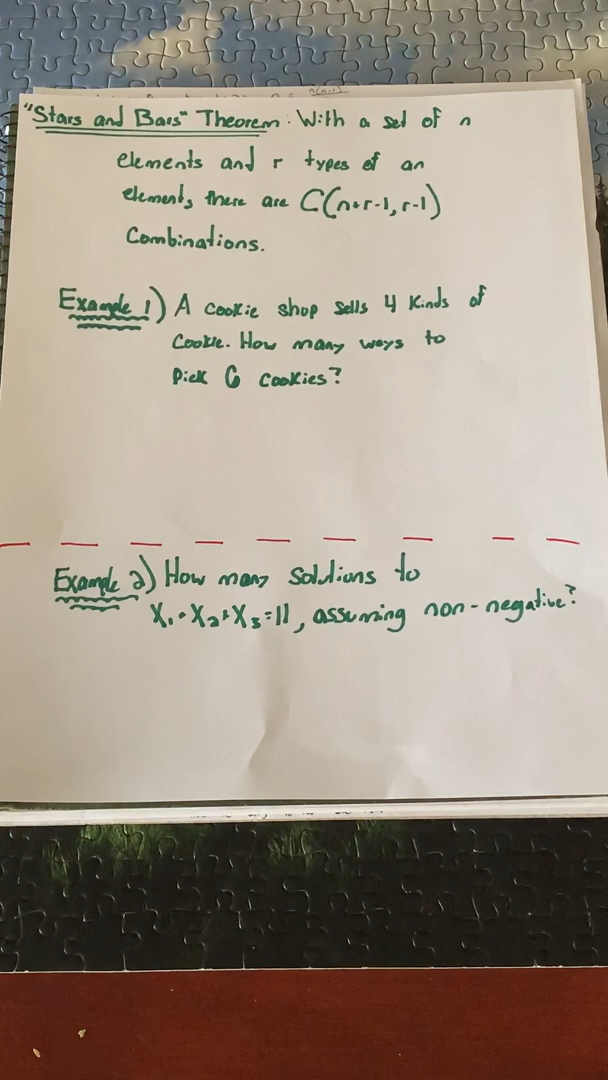 "Stars and Bars" Theorem: With a set of n
elements and r types of an
element, there are C(n+r-1, r-1)
Combinations.
Example 1) A cookie shop sells 4 kinds of
Cookie. How many ways to
Pick 6 cookies?
Example 2) How many solutions to
X₁+X₂+X₃=11, assuming non-negative?